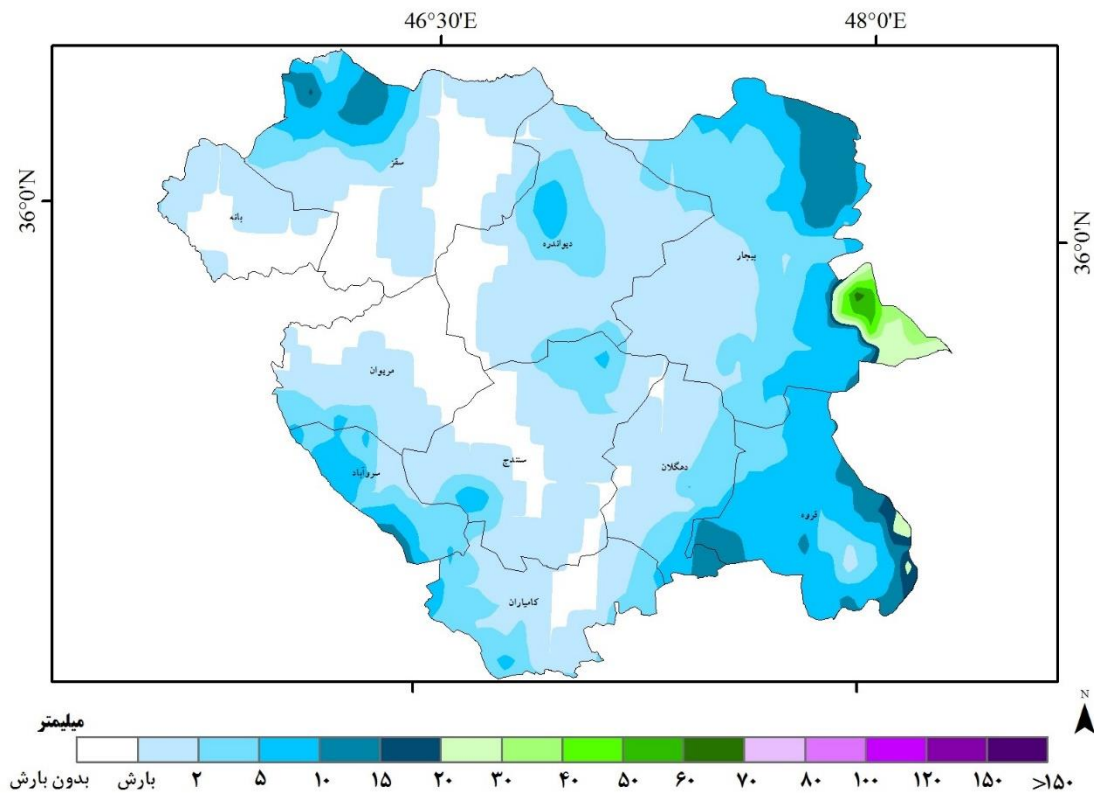 46°30'E 48°0'E
36°0'N
36°0'N
سقز
بانه
دیواندره
بیجار
مریوان
سنندج
دهگلان
سروآباد
قروه
کامیاران
N
میلیمتر
بدون بارش بارش ۲ ۵ ۱۰ ۱۵ ۲۰ ۳۰ ۴۰ ۵۰ ۶۰ ۷۰ ۸۰ ۱۰۰ ۱۲۰ ۱۵۰ >۱۵۰